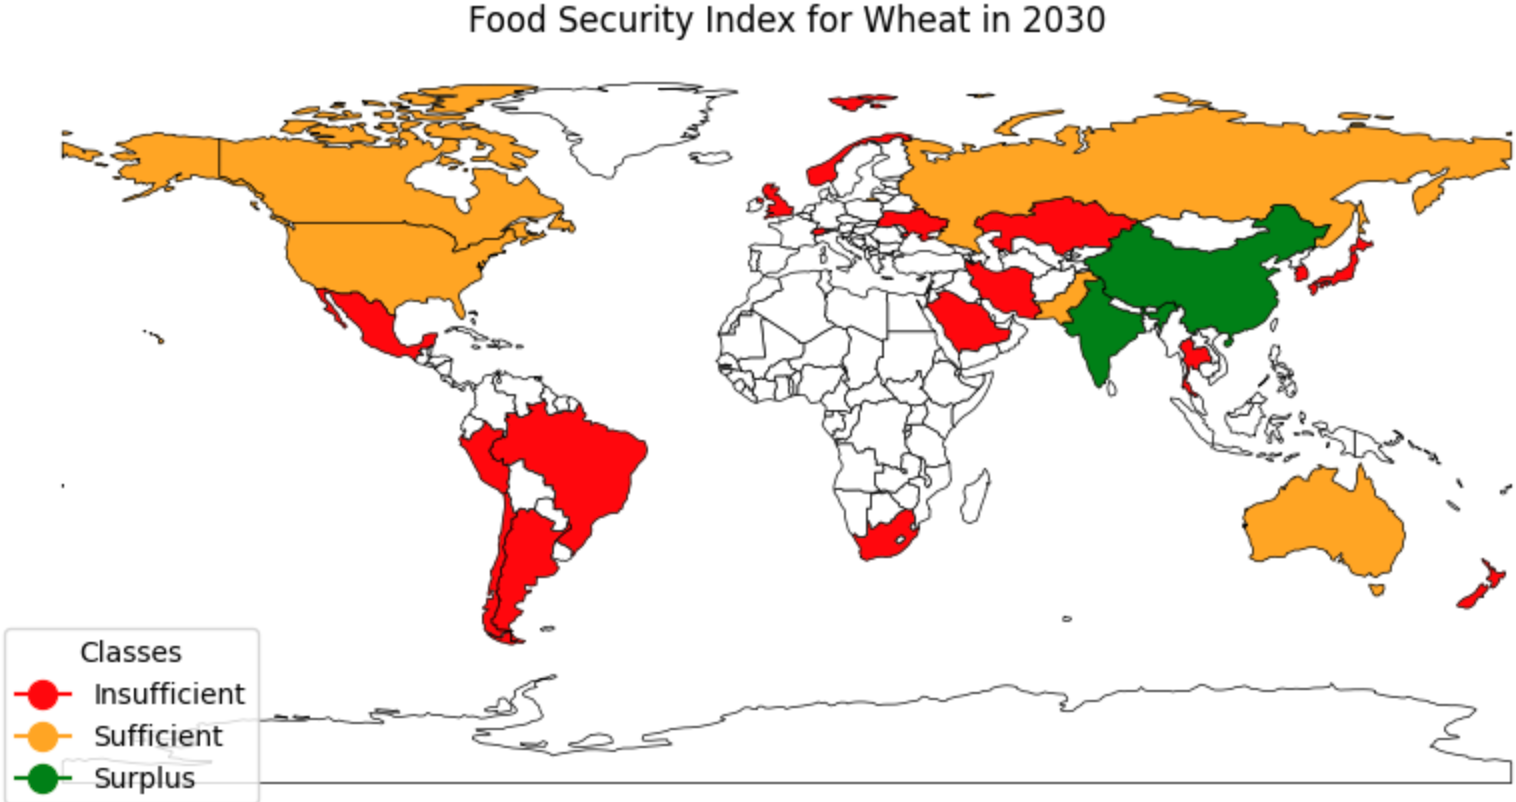 Food Security Index for Wheat in 2030
Classes
Insufficient
Sufficient
Surplus